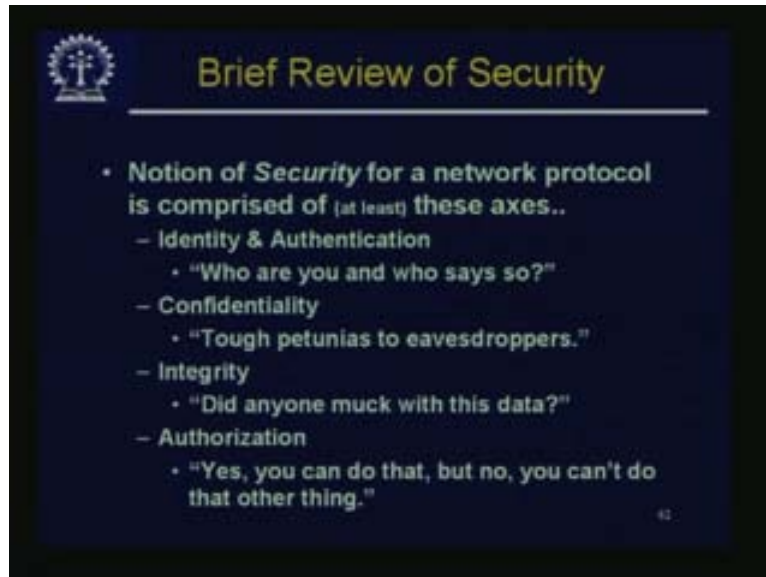 Brief Review of Security
• Notion of Security for a network protocol
is comprised of (at least) these axes..
– Identity & Authentication
• "Who are you and who says so?"
– Confidentiality
• "Tough petunias to eavesdroppers."
– Integrity
• "Did anyone muck with this data?"
– Authorization
• "Yes, you can do that, but no, you can't do
that other thing."